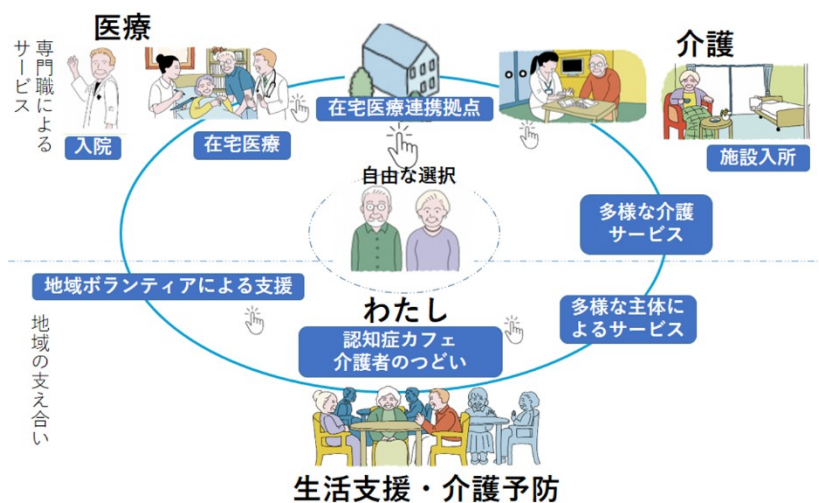 医療
専門職による
サービス
介護
在宅医療連携拠点
入院
在宅医療
施設入所
自由な選択
多様な介護
サービス
地域ボランティアによる支援
わたし
多様な主体に
よるサービス
認知症カフェ
介護者のつどい
地域の支え合い
生活支援・介護予防